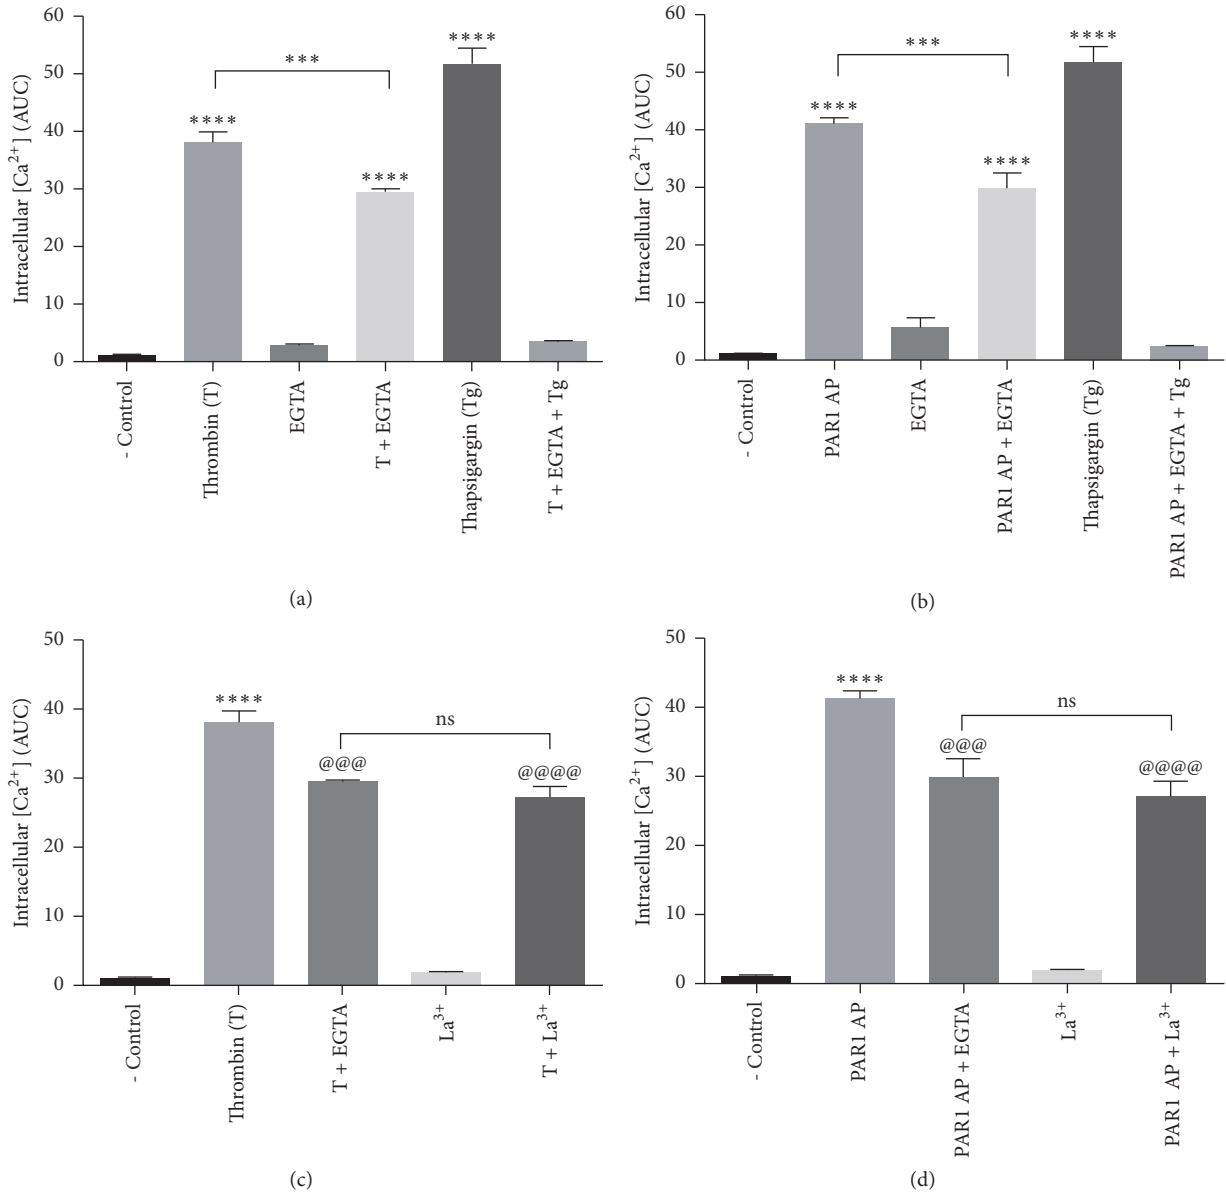 Intracellular [Ca²⁺] (AUC)
60
50
40
30
20
10
0
****
***
****
****
- Control
Thrombin (T)
EGTA
T + EGTA
Thapsigargin (Tg)
T + EGTA + Tg
(a)
Intracellular [Ca²⁺] (AUC)
60
50
40
30
20
10
0
****
***
****
****
- Control
PAR1 AP
EGTA
PAR1 AP + EGTA
Thapsigargin (Tg)
PAR1 AP + EGTA + Tg
(b)
Intracellular [Ca²⁺] (AUC)
50
40
30
20
10
0
****
@@@
ns
@@@@
- Control
Thrombin (T)
T + EGTA
La³⁺
T + La³⁺
(c)
Intracellular [Ca²⁺] (AUC)
50
40
30
20
10
0
****
@@@
ns
@@@@
- Control
PAR1 AP
PAR1 AP + EGTA
La³⁺
PAR1 AP + La³⁺
(d)